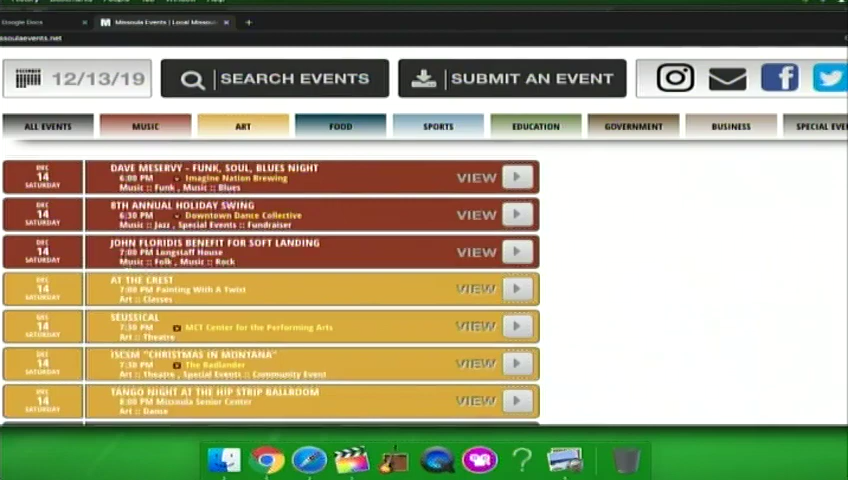 Google Docs
Missoula Events | Local Missoula
ssoulaevents.net
DECEMBER
12/13/19
SEARCH EVENTS
SUBMIT AN EVENT
ALL EVENTS
MUSIC
ART
FOOD
SPORTS
EDUCATION
GOVERNMENT
BUSINESS
SPECIAL EVE
DEC
14
SATURDAY
DAVE MESERVY - FUNK, SOUL, BLUES NIGHT
6:00 PM Imagine Nation Brewing
Music :: Funk , Music :: Blues
VIEW
DEC
14
SATURDAY
8TH ANNUAL HOLIDAY SWING
6:30 PM Downtown Dance Collective
Music :: Jazz , Special Events :: Fundraiser
VIEW
DEC
14
SATURDAY
JOHN FLORIDIS BENEFIT FOR SOFT LANDING
7:00 PM Longstaff House
Music :: Folk , Music :: Rock
VIEW
DEC
14
SATURDAY
AT THE CREST
7:00 PM Painting With A Twist
Art :: Classes
VIEW
DEC
14
SATURDAY
SEUSSICAL
7:30 PM MCT Center for the Performing Arts
Art :: Theatre
VIEW
DEC
14
SATURDAY
ISCSM "CHRISTMAS IN MONTANA"
7:30 PM The Badlander
Art :: Theatre , Special Events :: Community Event
VIEW
DEC
14
SATURDAY
TANGO NIGHT AT THE HIP STRIP BALLROOM
8:00 PM Missoula Senior Center
Art :: Dance
VIEW